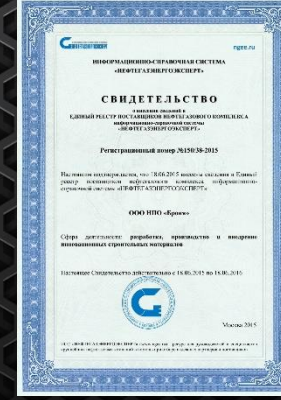 НЕФТЕГАЗЭНЕРГОЭКСПЕРТ
ngee.ru
ИНФОРМАЦИОННО-СПРАВОЧНАЯ СИСТЕМА
«НЕФТЕГАЗЭНЕРГОЭКСПЕРТ»
СВИДЕТЕЛЬСТВО
о внесении сведений в
ЕДИНЫЙ РЕЕСТР ПОСТАВЩИКОВ НЕФТЕГАЗОВОГО КОМПЛЕКСА
информационно-справочной системы
«НЕФТЕГАЗЭНЕРГОЭКСПЕРТ»
Регистрационный номер №150/38-2015
Настоящим подтверждается, что 18.06.2015 внесены сведения в Единый
реестр поставщиков нефтегазового комплекса информационно-
справочной системы «НЕФТЕГАЗЭНЕРГОЭКСПЕРТ»
ООО НПО «Броня»
Сфера деятельности: разработка, производство и внедрение
инновационных строительных материалов
Настоящее Свидетельство действительно с 18.06.2015 по 18.06.2016
Москва 2015